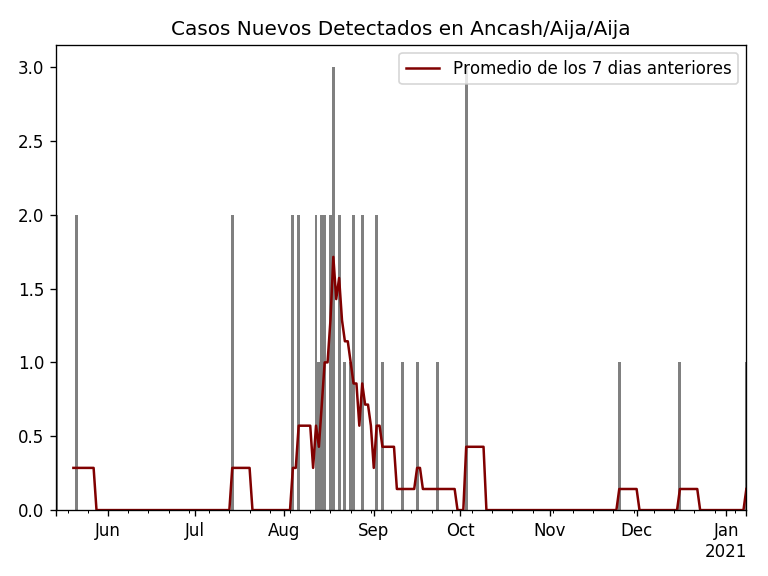 Casos Nuevos Detectados en Ancash/Aija/Aija
Promedio de los 7 dias anteriores
3.0
2.5
2.0
1.5
1.0
0.5
0.0
Jun Jul Aug Sep Oct Nov Dec Jan
2021